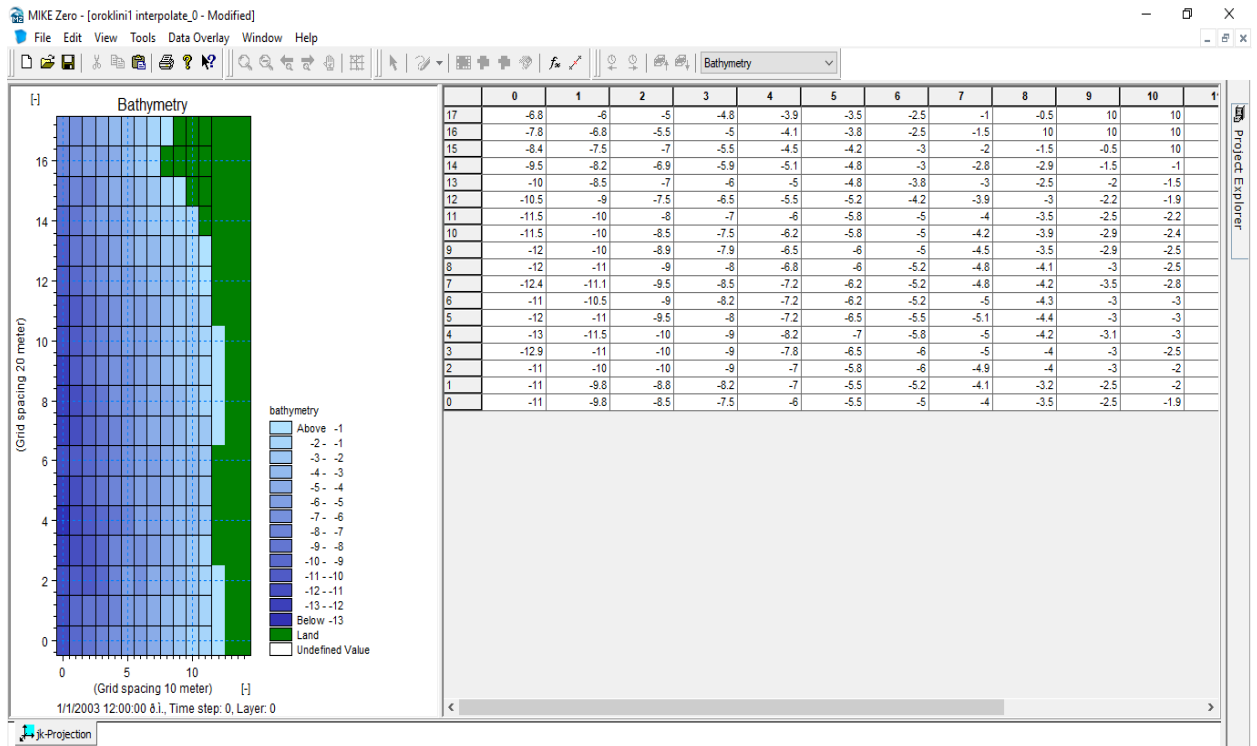 MIKE Zero - [oroklini1 interpolate_0 - Modified]
File Edit View Tools Data Overlay Window Help
Bathymetry
[-]
Bathymetry
16
14
12
10
8
6
4
2
0
(Grid spacing 20 meter)
0 5 10
(Grid spacing 10 meter) [-]
1/1/2003 12:00:00 δ.ì., Time step: 0, Layer: 0
bathymetry
Above -1
-2 - -1
-3 - -2
-4 - -3
-5 - -4
-6 - -5
-7 - -6
-8 - -7
-9 - -8
-10 - -9
-11 - -10
-12 - -11
-13 - -12
Below -13
Land
Undefined Value
0 1 2 3 4 5 6 7 8 9 10
17 -6.8 -6 -5 -4.8 -3.9 -3.5 -2.5 -1 -0.5 10 10
16 -7.8 -6.8 -5.5 -5 -4.1 -3.8 -2.5 -1.5 10 10 10
15 -8.4 -7.5 -7 -5.5 -4.5 -4.2 -3 -2 -1.5 -0.5 10
14 -9.5 -8.2 -6.9 -5.9 -5.1 -4.8 -3 -2.8 -2.9 -1.5 -1
13 -10 -8.5 -7 -6 -5 -4.8 -3.8 -3 -2.5 -2 -1.5
12 -10.5 -9 -7.5 -6.5 -5.5 -5.2 -4.2 -3.9 -3 -2.2 -1.9
11 -11.5 -10 -8 -7 -6 -5.8 -5 -4 -3.5 -2.5 -2.2
10 -11.5 -10 -8.5 -7.5 -6.2 -5.8 -5 -4.2 -3.9 -2.9 -2.4
9 -12 -10 -8.9 -7.9 -6.5 -6 -5 -4.5 -3.5 -2.9 -2.5
8 -12 -11 -9 -8 -6.8 -6 -5.2 -4.8 -4.1 -3 -2.5
7 -12.4 -11.1 -9.5 -8.5 -7.2 -6.2 -5.2 -4.8 -4.2 -3.5 -2.8
6 -11 -10.5 -9 -8.2 -7.2 -6.2 -5.2 -5 -4.3 -3 -3
5 -12 -11 -9.5 -8 -7.2 -6.5 -5.5 -5.1 -4.4 -3 -3
4 -13 -11.5 -10 -9 -8.2 -7 -5.8 -5 -4.2 -3.1 -3
3 -12.9 -11 -10 -9 -7.8 -6.5 -6 -5 -4 -3 -2.5
2 -11 -10 -10 -9 -7 -5.8 -6 -4.9 -4 -3 -2
1 -11 -9.8 -8.8 -8.2 -7 -5.5 -5.2 -4.1 -3.2 -2.5 -2
0 -11 -9.8 -8.5 -7.5 -6 -5.5 -5 -4 -3.5 -2.5 -1.9
Project Explorer
jk-Projection